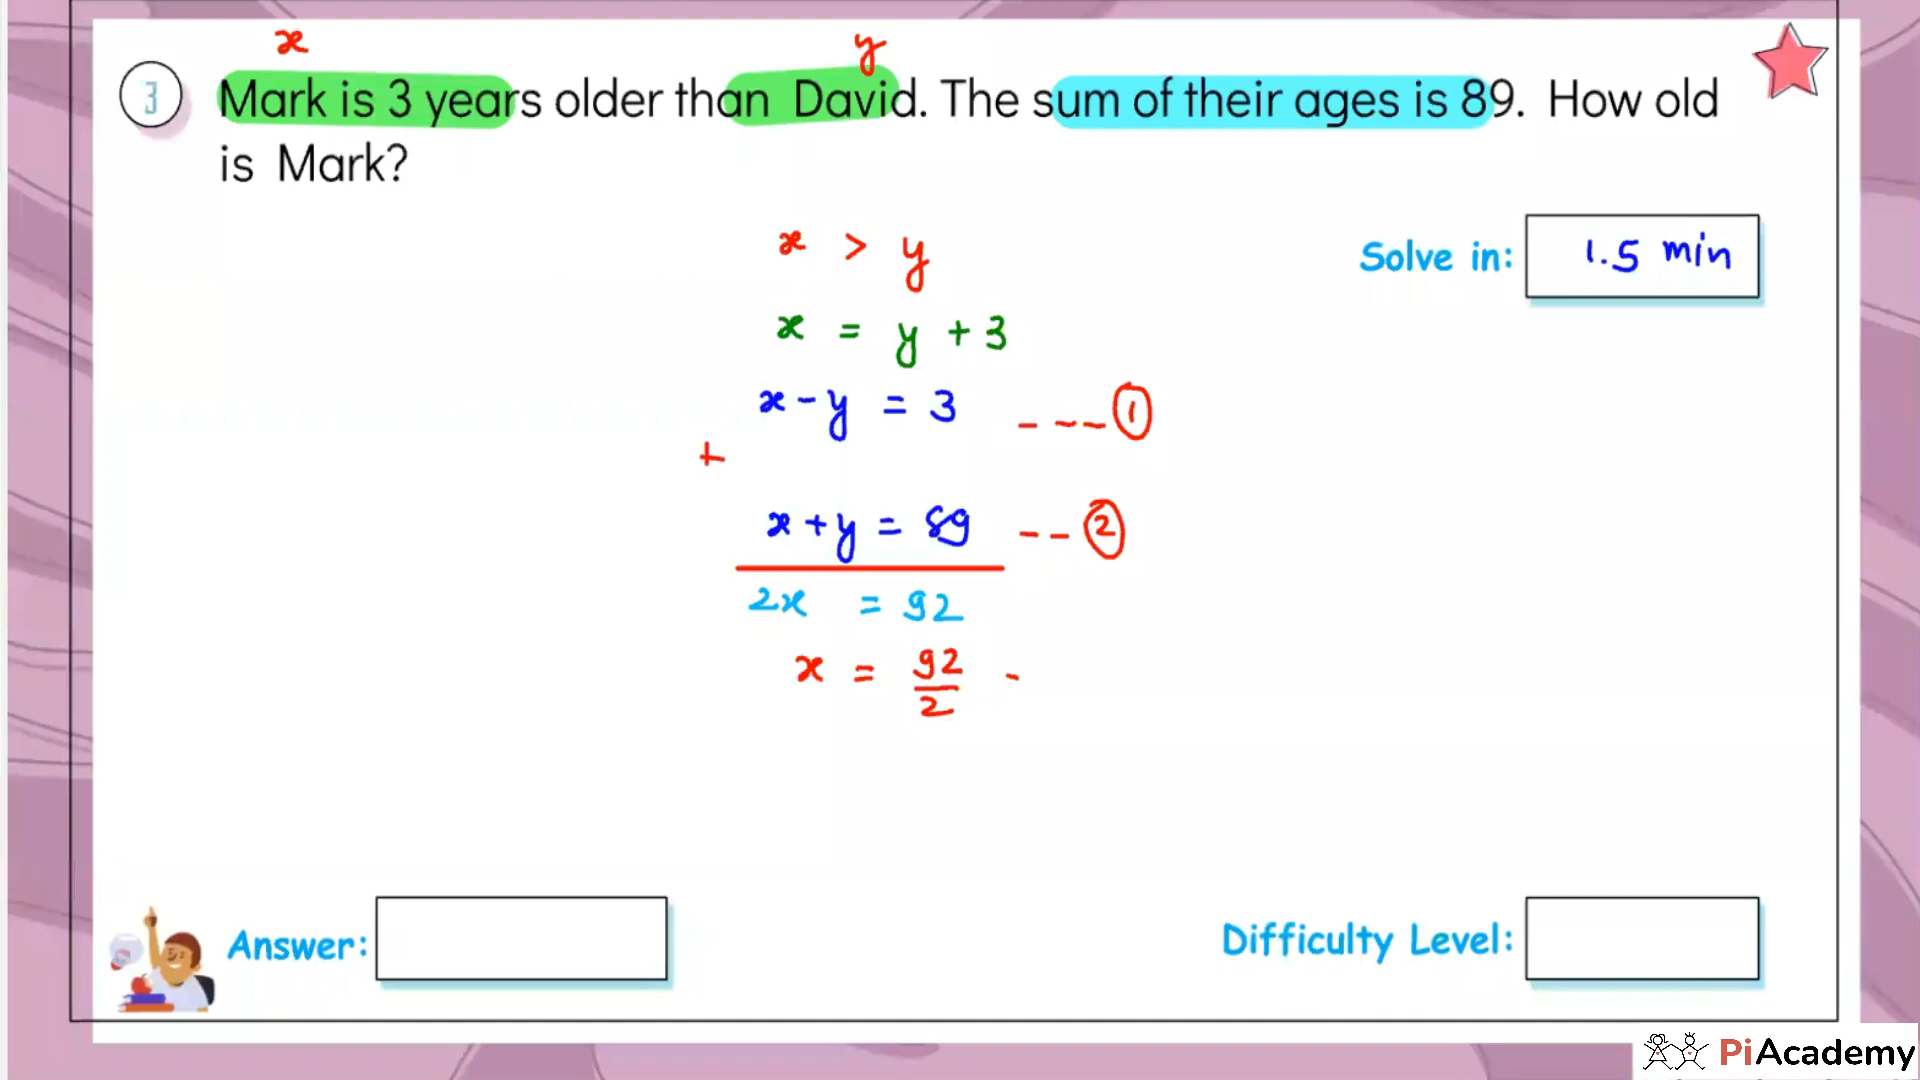 x y
3 Mark is 3 years older than David. The sum of their ages is 89. How old
is Mark?
x > y
Solve in: 1.5 min
x = y + 3
x - y = 3 - - - 1
+
x + y = 89 - - 2
2x = 92
x = 92/2 -
Answer:
Difficulty Level:
PiAcademy